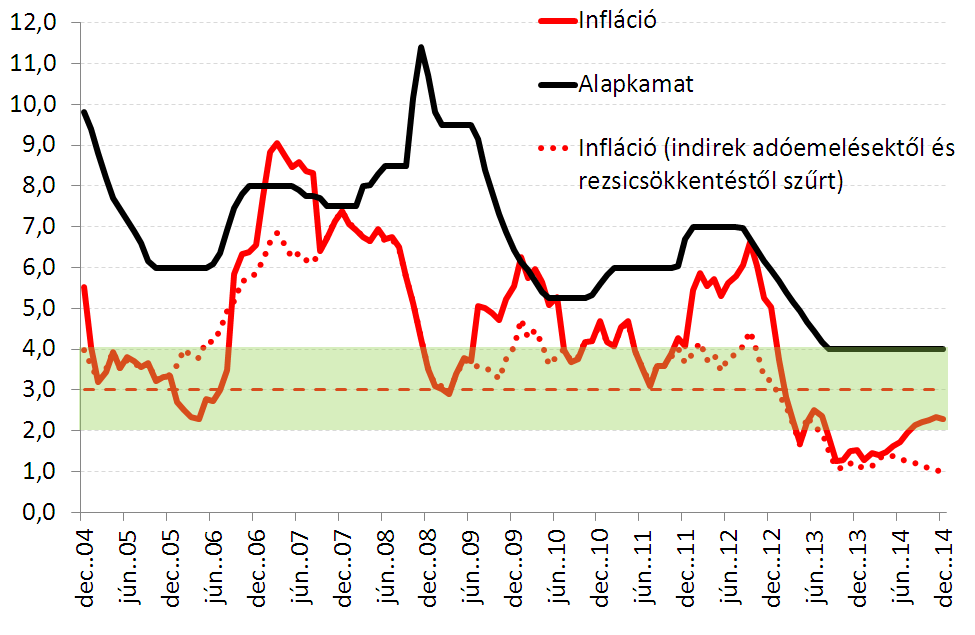 12,0
11,0
10,0
9,0
8,0
7,0
6,0
5,0
4,0
3,0
2,0
1,0
0,0
Infláció
Alapkamat
Infláció (indirek adóemelésektől és
rezsicsökkentéstől szűrt)
dec..04
jún..05
dec..05
jún..06
dec..06
jún..07
dec..07
jún..08
dec..08
jún..09
dec..09
jún..10
dec..10
jún..11
dec..11
jún..12
dec..12
jún..13
dec..13
jún..14
dec..14